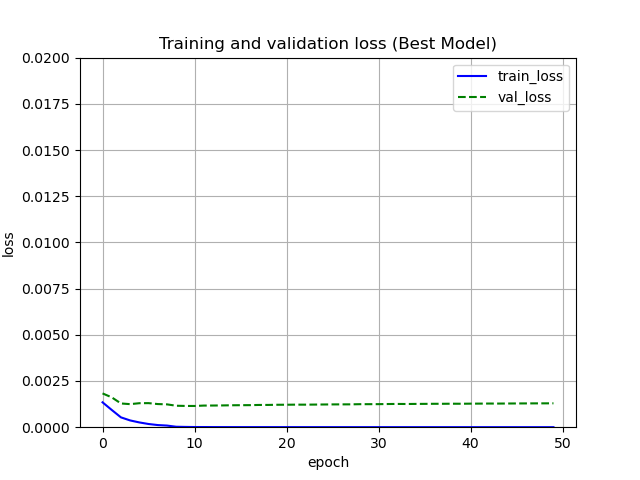 Training and validation loss (Best Model)
train_loss
val_loss
0.0200
0.0175
0.0150
0.0125
0.0100
0.0075
0.0050
0.0025
0.0000
loss
0 10 20 30 40 50
epoch